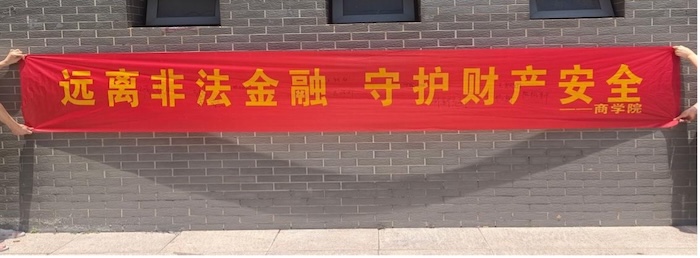 远离非法金融 守护财产安全
——商学院